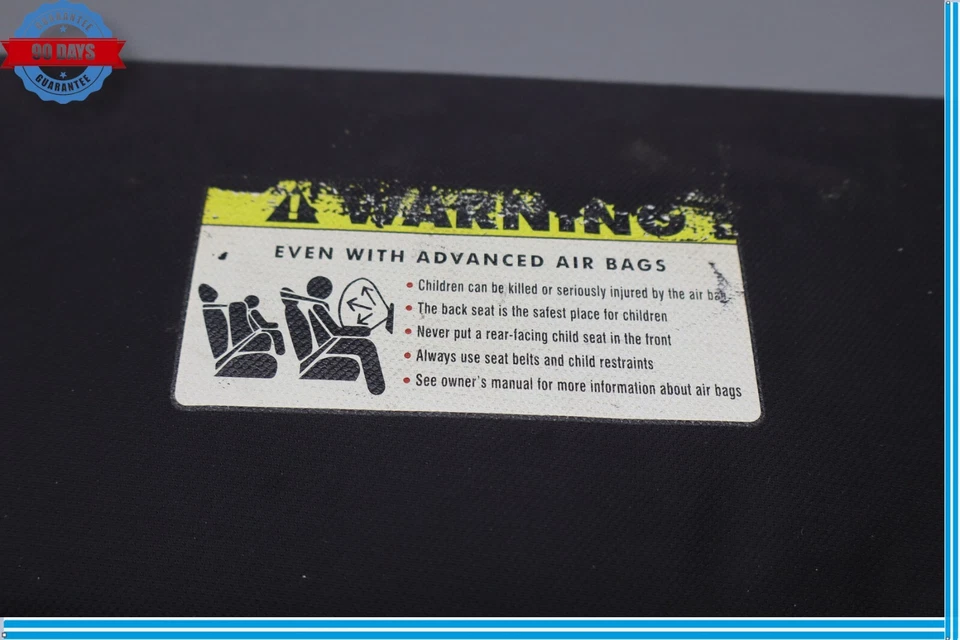 GUARANTEE
90 DAYS
GUARANTEE
WARNING
EVEN WITH ADVANCED AIR BAGS
• Children can be killed or seriously injured by the air bag
• The back seat is the safest place for children
• Never put a rear-facing child seat in the front
• Always use seat belts and child restraints
• See owner's manual for more information about air bags